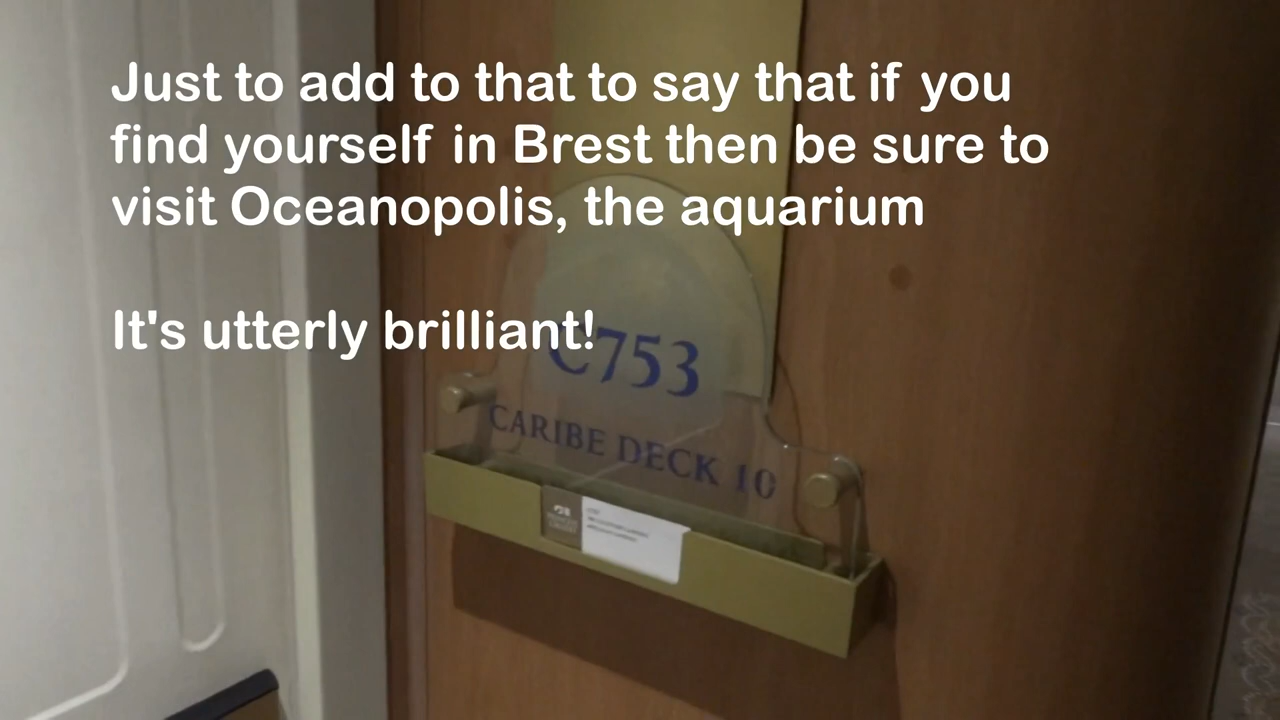 Just to add to that to say that if you
find yourself in Brest then be sure to
visit Oceanopolis, the aquarium
It's utterly brilliant!
C753
CARIBE DECK 10